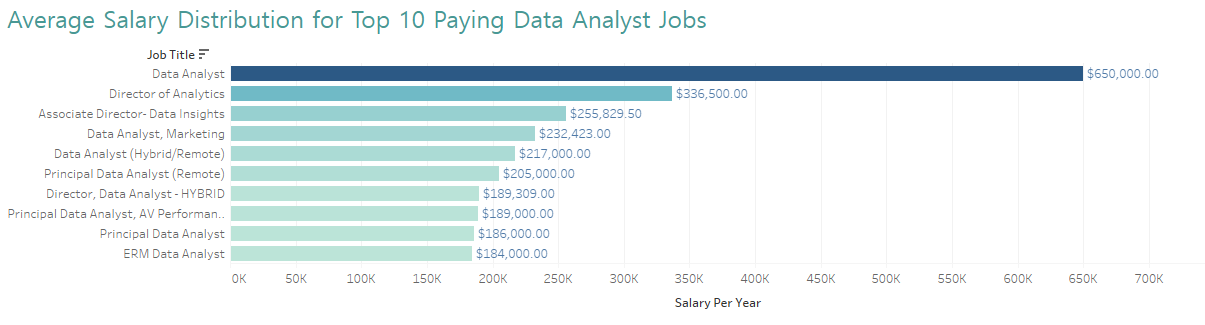 Average Salary Distribution for Top 10 Paying Data Analyst Jobs
Job Title
Data Analyst $650,000.00
Director of Analytics $336,500.00
Associate Director- Data Insights $255,829.50
Data Analyst, Marketing $232,423.00
Data Analyst (Hybrid/Remote) $217,000.00
Principal Data Analyst (Remote) $205,000.00
Director, Data Analyst - HYBRID $189,309.00
Principal Data Analyst, AV Performan.. $189,000.00
Principal Data Analyst $186,000.00
ERM Data Analyst $184,000.00
0K 50K 100K 150K 200K 250K 300K 350K 400K 450K 500K 550K 600K 650K 700K
Salary Per Year